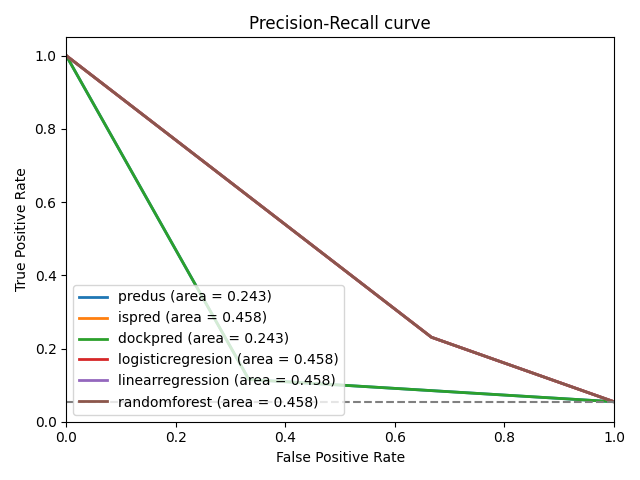 Precision-Recall curve
True Positive Rate
1.0
0.8
0.6
0.4
0.2
0.0
predus (area = 0.243)
ispred (area = 0.458)
dockpred (area = 0.243)
logisticregresion (area = 0.458)
linearregression (area = 0.458)
randomforest (area = 0.458)
0.0 0.2 0.4 0.6 0.8 1.0
False Positive Rate